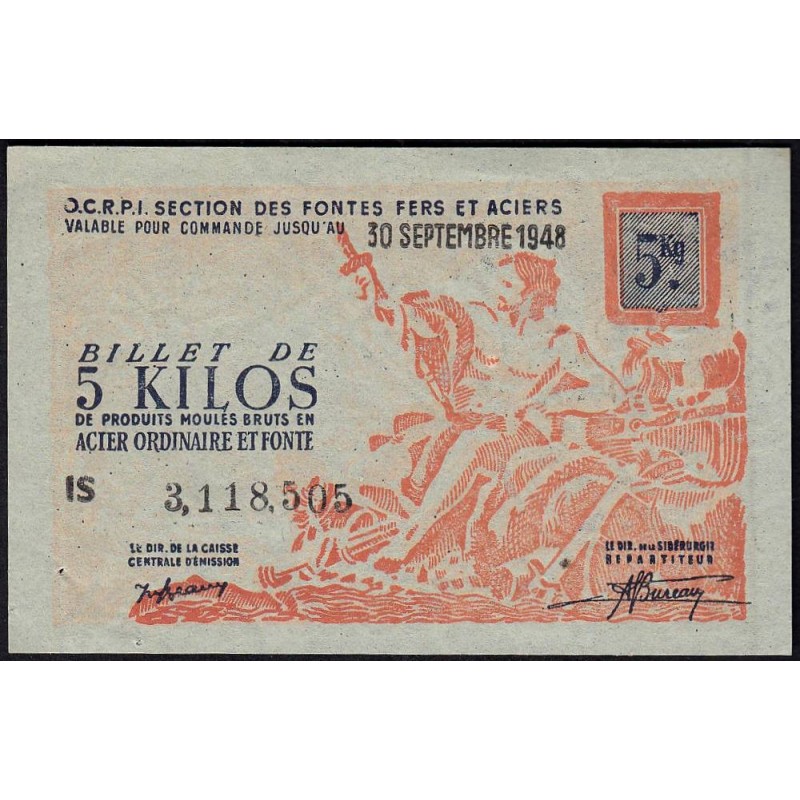 O.C.R.P.I. SECTION DES FONTES FERS ET ACIERS
VALABLE POUR COMMANDE JUSQU'AU 30 SEPTEMBRE 1948
5 Kg
BILLET DE
5 KILOS
DE PRODUITS MOULÉS BRUTS EN
ACIER ORDINAIRE ET FONTE
IS 3,118,505
LE DIR. DE LA CAISSE
CENTRALE D'ÉMISSION
LE DIR. DE LA SIDÉRURGIE
RÉPARTITEUR